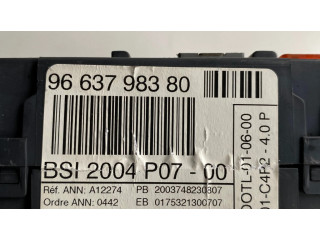 96 637 983 80
BSI 2004 P07 - 00
Réf. ANN: A12274 PB 2003748230807
Ordre ANN: 0442 EB 0175321300707
OOTL-01-06-00
01-C4P2 - 4.0 P